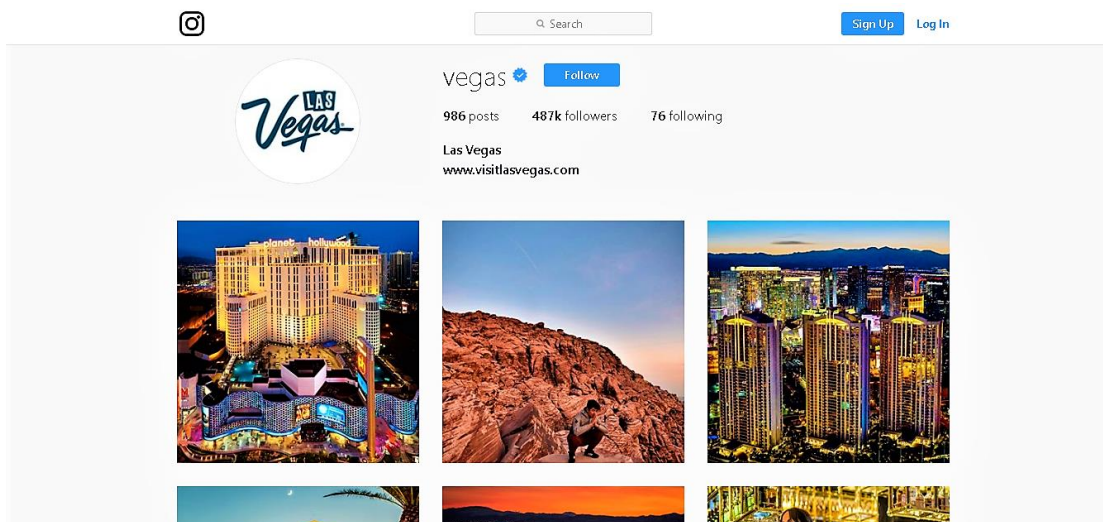 Search
Sign Up
Log In
LAS
Vegas
vegas
Follow
986 posts
487k followers
76 following
Las Vegas
www.visitlasvegas.com
planet hollywood